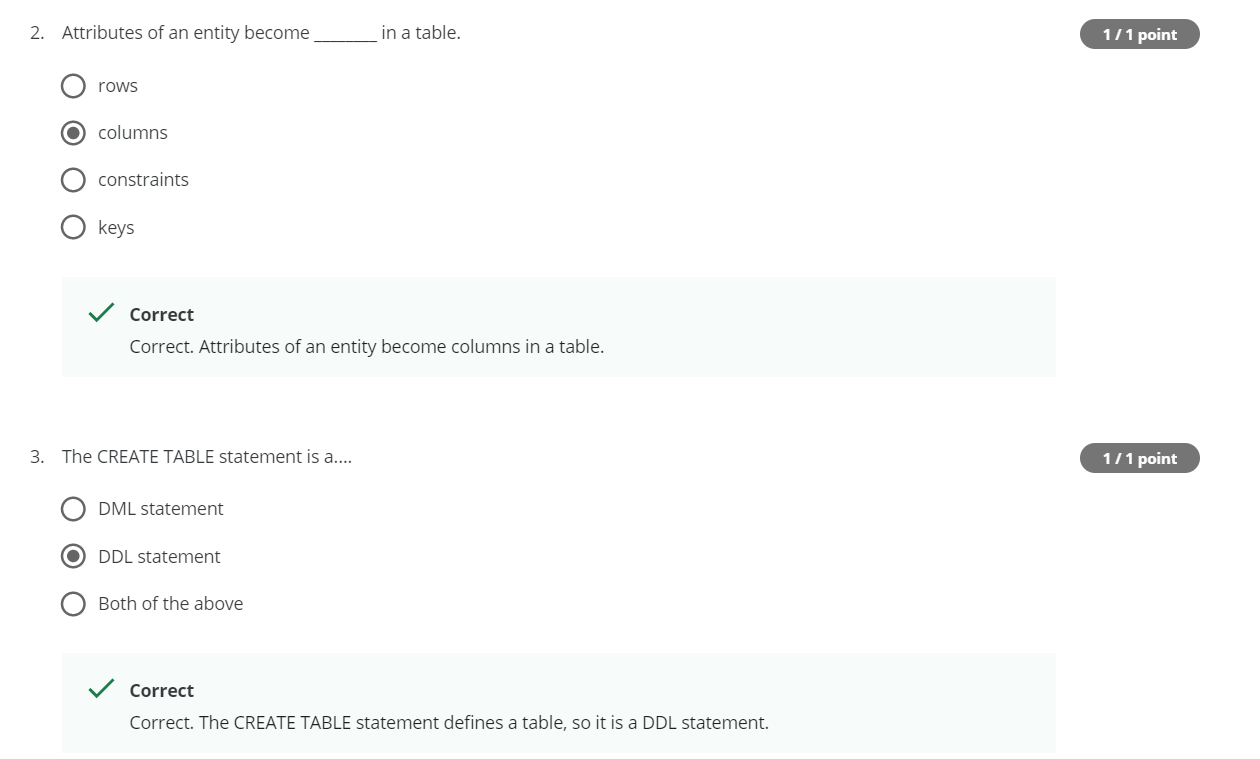 2. Attributes of an entity become ________ in a table.
1 / 1 point
rows
columns
constraints
keys
Correct
Correct. Attributes of an entity become columns in a table.
3. The CREATE TABLE statement is a....
1 / 1 point
DML statement
DDL statement
Both of the above
Correct
Correct. The CREATE TABLE statement defines a table, so it is a DDL statement.